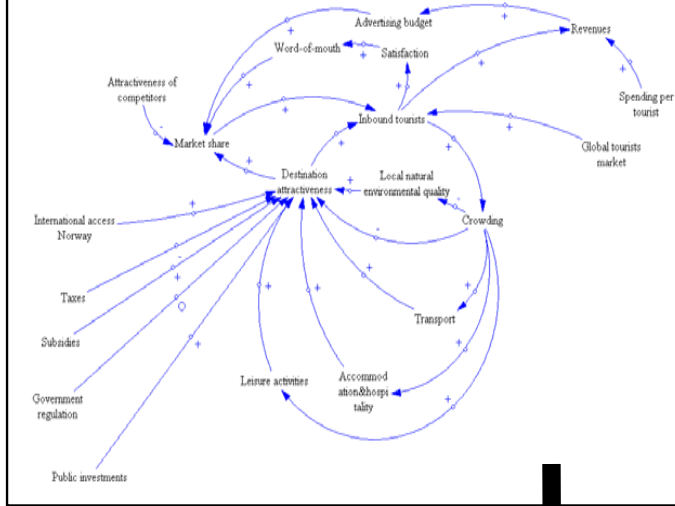 Advertising budget
Revenues
Word-of-mouth
Satisfaction
Attractiveness of
competitors
Spending per
tourist
Inbound tourists
Market share
Global tourists
market
Destination
attractiveness
Local natural
environmental quality
International access
Norway
Crowding
Taxes
Transport
Subsidies
Leisure activities
Accommod
ation&hospi
tality
Government
regulation
Public investments